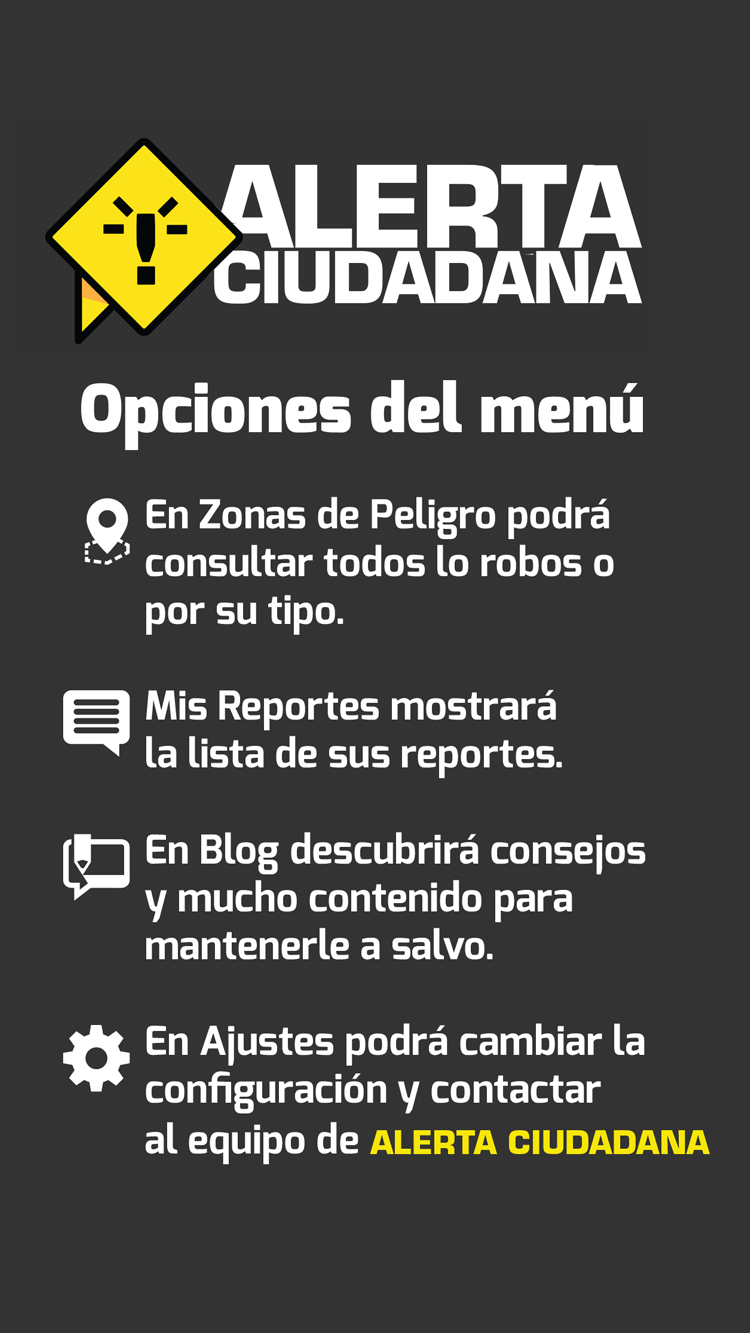 ALERTA
CIUDADANA
Opciones del menú
En Zonas de Peligro podrá
consultar todos lo robos o
por su tipo.
Mis Reportes mostrará
la lista de sus reportes.
En Blog descubrirá consejos
y mucho contenido para
mantenerle a salvo.
En Ajustes podrá cambiar la
configuración y contactar
al equipo de ALERTA CIUDADANA